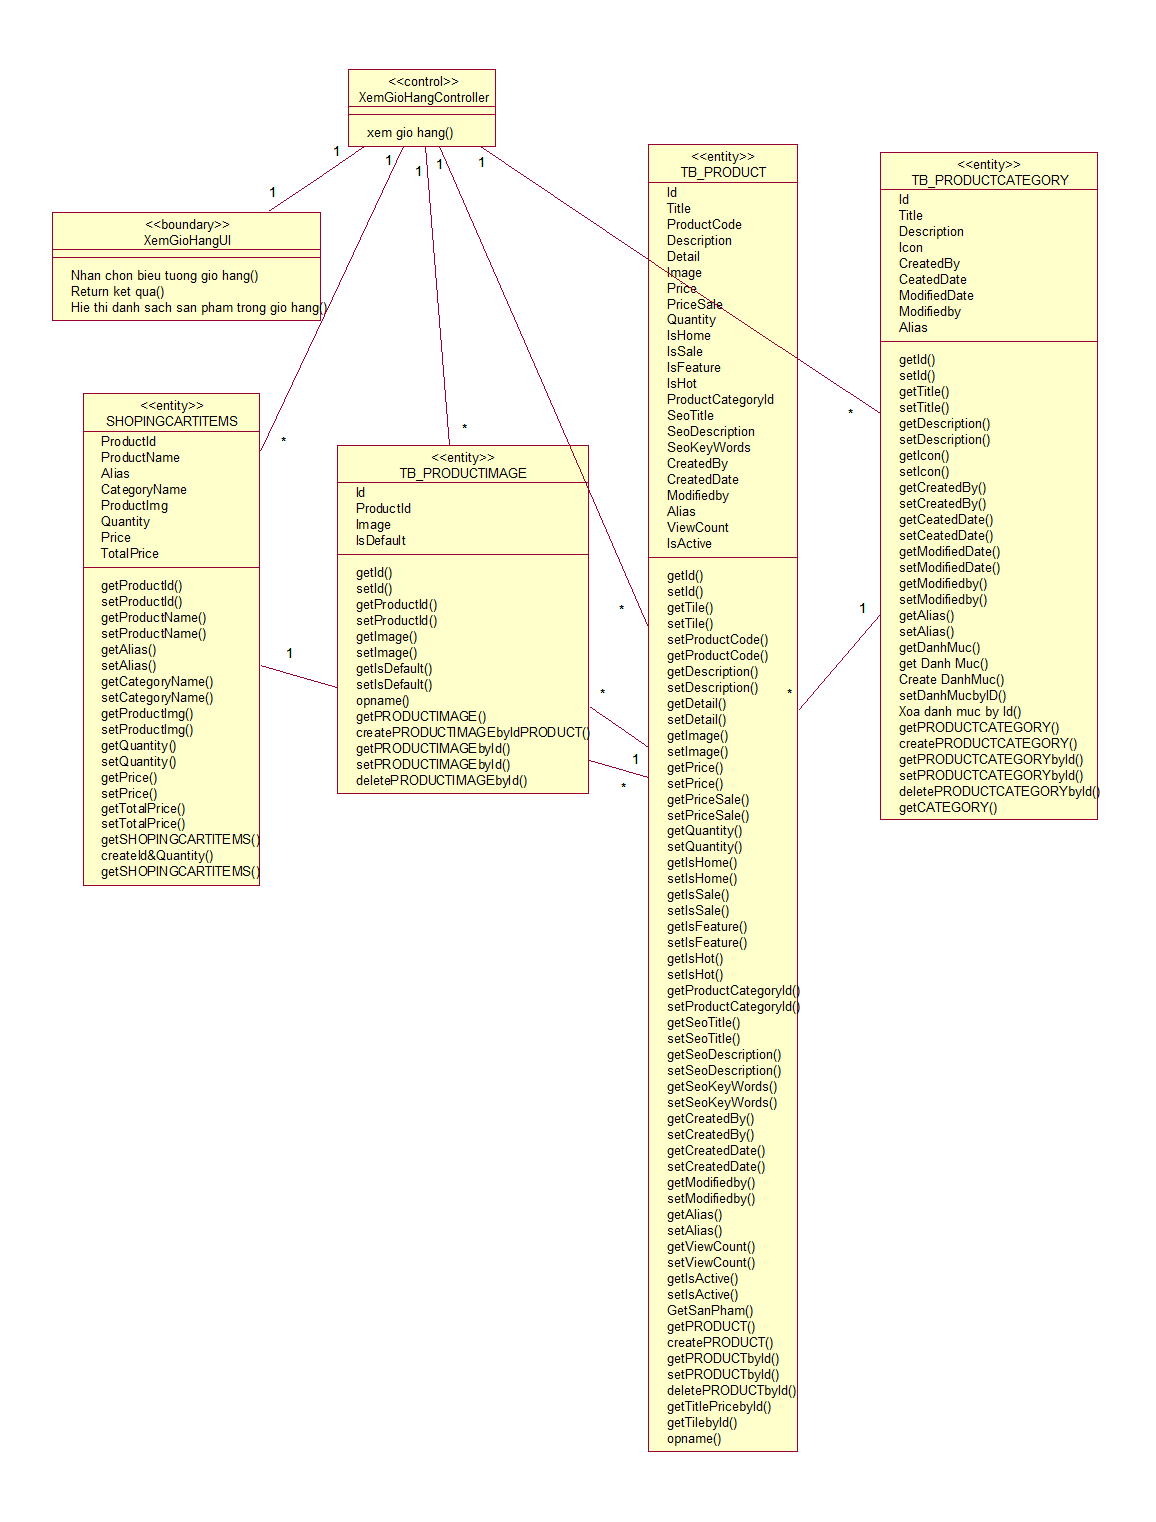 <<control>>
XemGioHangController
xem gio hang()
1
1
1
1
1
1
<<boundary>>
XemGioHangUI
Nhan chon bieu tuong gio hang()
Return ket qua()
Hie thi danh sach san pham trong gio hang()
<<entity>>
SHOPINGCARTITEMS
ProductId
ProductName
Alias
CategoryName
ProductImg
Quantity
Price
TotalPrice
getProductId()
setProductId()
getProductName()
setProductName()
getAlias()
setAlias()
getCategoryName()
setCategoryName()
getProductImg()
setProductImg()
getQuantity()
setQuantity()
getPrice()
setPrice()
getTotalPrice()
setTotalPrice()
getSHOPINGCARTITEMS()
createId&Quantity()
getSHOPINGCARTITEMS()
*
1
*
<<entity>>
TB_PRODUCTIMAGE
Id
ProductId
Image
IsDefault
getId()
setId()
getProductId()
setProductId()
getImage()
setImage()
getIsDefault()
setIsDefault()
opname()
getPRODUCTIMAGE()
createPRODUCTIMAGEbyIdPRODUCT()
getPRODUCTIMAGEbyId()
setPRODUCTIMAGEbyId()
deletePRODUCTIMAGEbyId()
*
*
1
*
<<entity>>
TB_PRODUCT
Id
Title
ProductCode
Description
Detail
Image
Price
PriceSale
Quantity
IsHome
IsSale
IsFeature
IsHot
ProductCategoryId
SeoTitle
SeoDescription
SeoKeyWords
CreatedBy
CreatedDate
Modifiedby
Alias
ViewCount
IsActive
getId()
setId()
getTile()
setTile()
setProductCode()
getProductCode()
getDescription()
setDescription()
getDetail()
setDetail()
getImage()
setImage()
getPrice()
setPrice()
getPriceSale()
setPriceSale()
getQuantity()
setQuantity()
getIsHome()
setIsHome()
getIsSale()
setIsSale()
getIsFeature()
setIsFeature()
getIsHot()
setIsHot()
getProductCategoryId()
setProductCategoryId()
getSeoTitle()
setSeoTitle()
getSeoDescription()
setSeoDescription()
getSeoKeyWords()
setSeoKeyWords()
getCreatedBy()
setCreatedBy()
getCreatedDate()
setCreatedDate()
getModifiedby()
setModifiedby()
getAlias()
setAlias()
getViewCount()
setViewCount()
getIsActive()
setIsActive()
GetSanPham()
getPRODUCT()
createPRODUCT()
getPRODUCTbyId()
setPRODUCTbyId()
deletePRODUCTbyId()
getTitlePricebyId()
getTilebyId()
opname()
*
1
*
<<entity>>
TB_PRODUCTCATEGORY
Id
Title
Description
Icon
CreatedBy
CeatedDate
ModifiedDate
Modifiedby
Alias
getId()
setId()
getTitle()
setTitle()
getDescription()
setDescription()
getIcon()
setIcon()
getCreatedBy()
setCreatedBy()
getCeatedDate()
setCeatedDate()
getModifiedDate()
setModifiedDate()
getModifiedby()
setModifiedby()
getAlias()
setAlias()
getDanhMuc()
get Danh Muc()
Create DanhMuc()
setDanhMucbyID()
Xoa danh muc by Id()
getPRODUCTCATEGORY()
createPRODUCTCATEGORY()
getPRODUCTCATEGORYbyId()
setPRODUCTCATEGORYbyId()
deletePRODUCTCATEGORYbyId()
getCATEGORY()